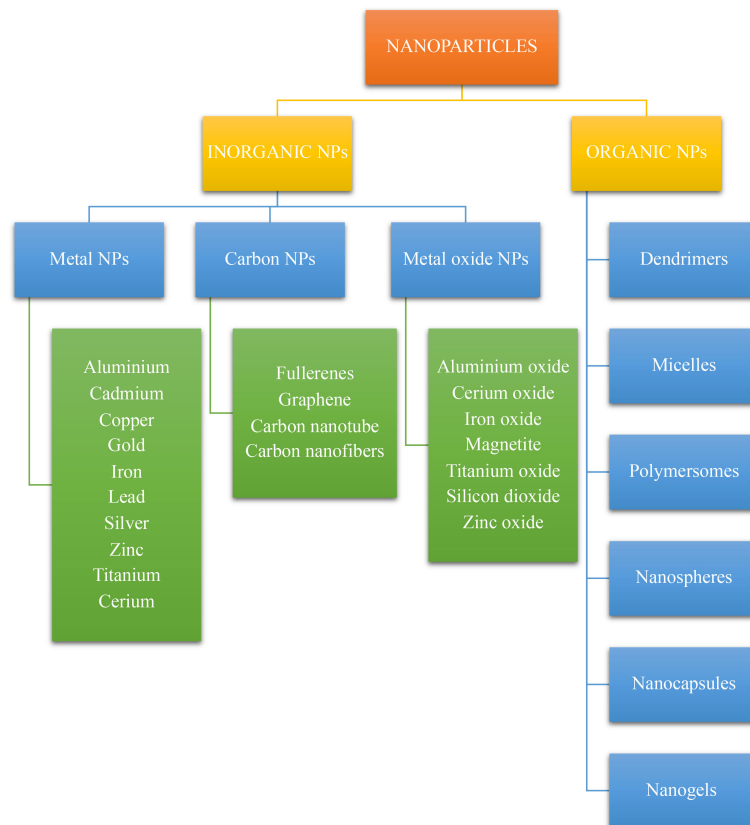 NANOPARTICLES
INORGANIC NPs
ORGANIC NPs
Metal NPs
Carbon NPs
Metal oxide NPs
Aluminium
Cadmium
Copper
Gold
Iron
Lead
Silver
Zinc
Titanium
Cerium
Fullerenes
Graphene
Carbon nanotube
Carbon nanofibers
Aluminium oxide
Cerium oxide
Iron oxide
Magnetite
Titanium oxide
Silicon dioxide
Zinc oxide
Dendrimers
Micelles
Polymersomes
Nanospheres
Nanocapsules
Nanogels